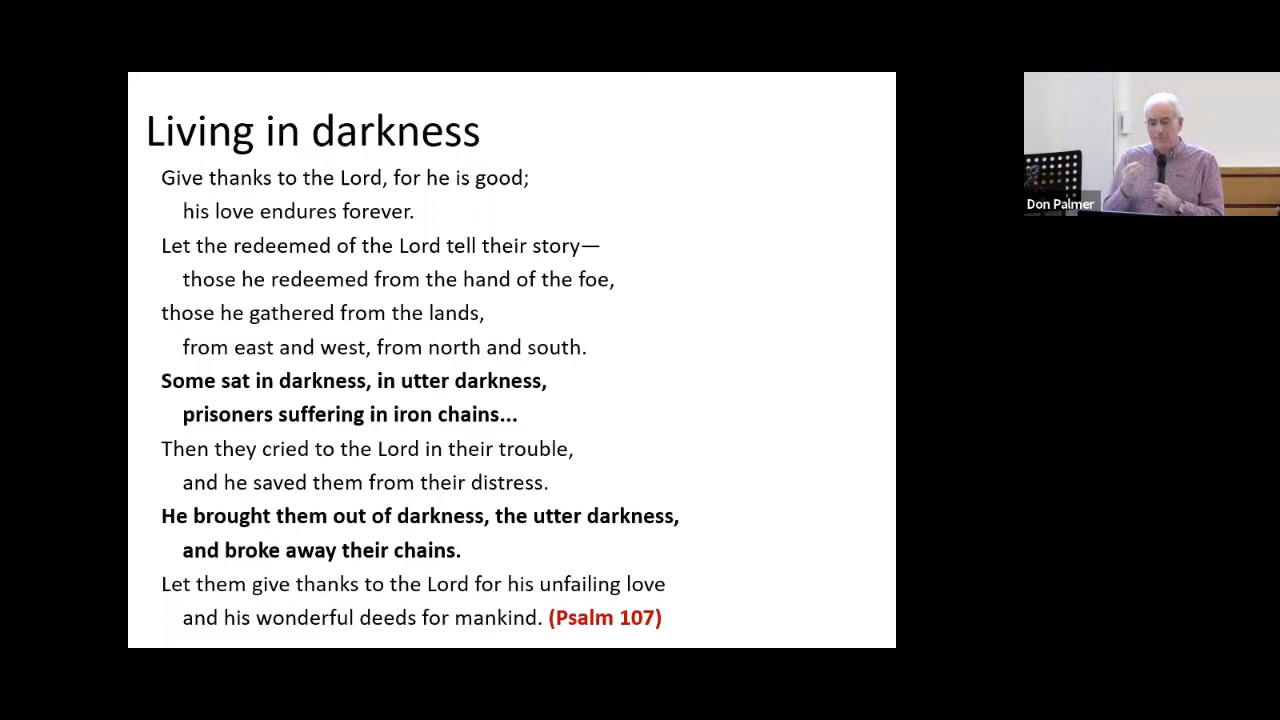 Living in darkness
Give thanks to the Lord, for he is good;
his love endures forever.
Let the redeemed of the Lord tell their story—
those he redeemed from the hand of the foe,
those he gathered from the lands,
from east and west, from north and south.
Some sat in darkness, in utter darkness,
prisoners suffering in iron chains...
Then they cried to the Lord in their trouble,
and he saved them from their distress.
He brought them out of darkness, the utter darkness,
and broke away their chains.
Let them give thanks to the Lord for his unfailing love
and his wonderful deeds for mankind. (Psalm 107)
Don Palmer